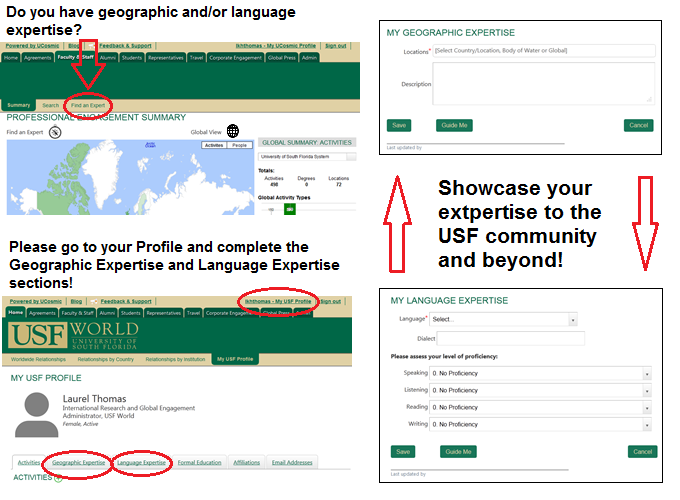 Do you have geographic and/or language
expertise?
Powered by UCosmic Blog Feedback & Support lknthomas - My UCosmic Profile Sign out
Home Agreements Faculty & Staff Alumni Students Representatives Travel Corporate Engagement Global Press Admin
Summary Search Find an Expert
PROFESSIONAL ENGAGEMENT SUMMARY
Find an Expert Global View
Activities People
GLOBAL SUMMARY: ACTIVITIES
University of South Florida System
Totals:
Activities Degrees Locations
498 0 72
Global Activity Types
Please go to your Profile and complete the
Geographic Expertise and Language Expertise
sections!
Powered by UCosmic Blog Feedback & Support lknthomas - My USF Profile Sign out
Home Agreements Faculty & Staff Alumni Students Representatives Travel Corporate Engagement Global Press
USF WORLD
UNIVERSITY OF
SOUTH FLORIDA
Worldwide Relationships Relationships by Country Relationships by Institution My USF Profile
MY USF PROFILE
Laurel Thomas
International Research and Global Engagement
Administrator, USF World
Female, Active
Activities Geographic Expertise Language Expertise Formal Education Affiliations Email Addresses
ACTIVITIES
MY GEOGRAPHIC EXPERTISE
Locations* [Select Country/Location, Body of Water or Global]
Description
Save Guide Me Cancel
Last updated by
Showcase your
extpertise to the
USF community
and beyond!
MY LANGUAGE EXPERTISE
Language* Select...
Dialect
Please assess your level of proficiency:
Speaking 0. No Proficiency
Listening 0. No Proficiency
Reading 0. No Proficiency
Writing 0. No Proficiency
Save Guide Me Cancel
Last updated by